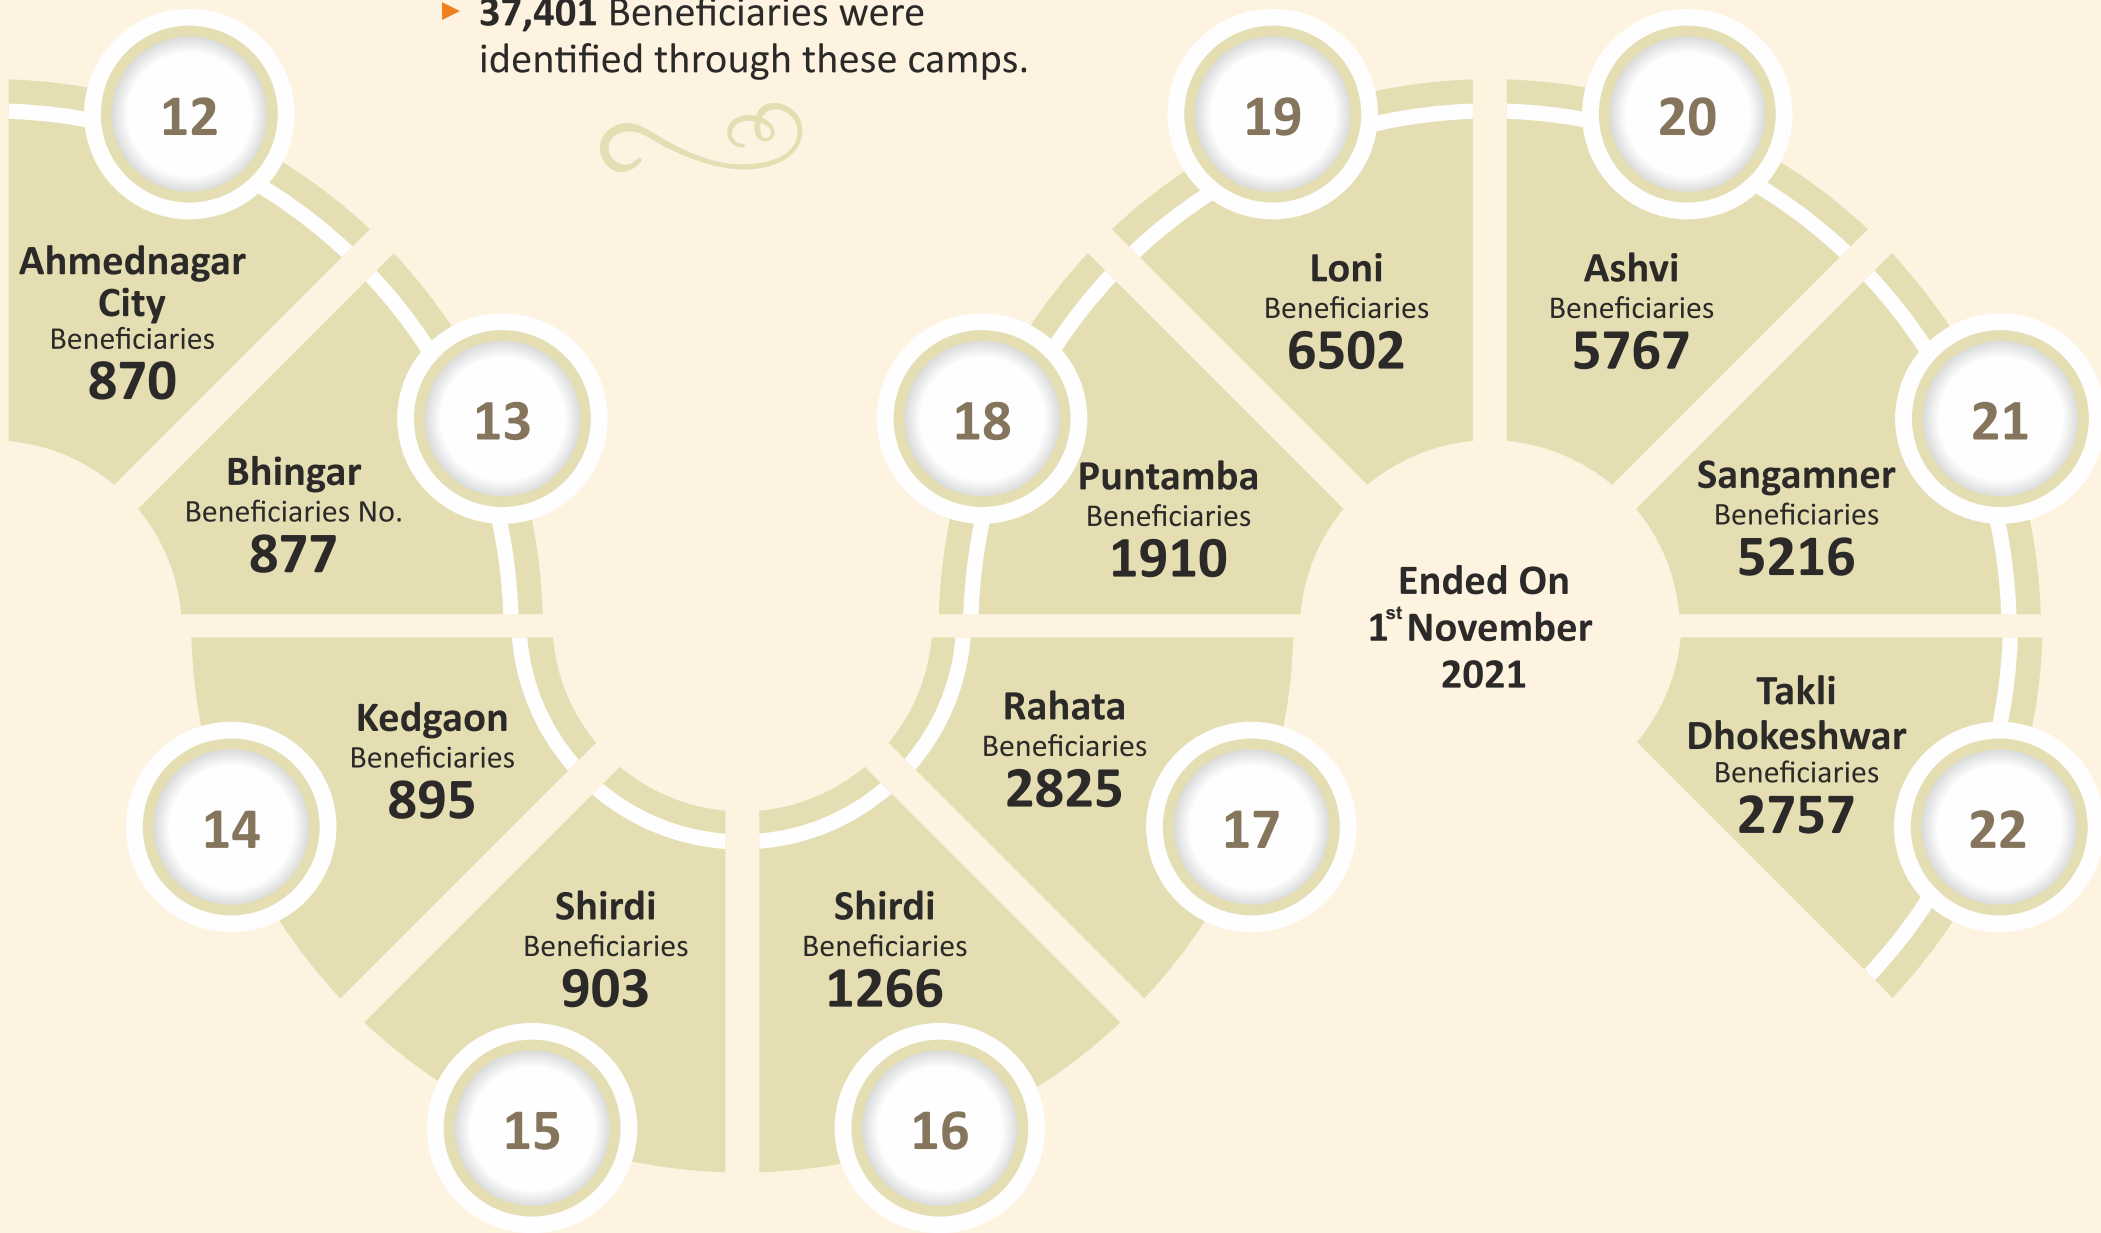 37,401 Beneficiaries were
identified through these camps.
12
Ahmednagar
City
Beneficiaries
870
13
Bhingar
Beneficiaries No.
877
14
Kedgaon
Beneficiaries
895
15
Shirdi
Beneficiaries
903
16
Shirdi
Beneficiaries
1266
17
Rahata
Beneficiaries
2825
18
Puntamba
Beneficiaries
1910
19
Loni
Beneficiaries
6502
20
Ashvi
Beneficiaries
5767
21
Sangamner
Beneficiaries
5216
22
Takli
Dhokeshwar
Beneficiaries
2757
Ended On
1st November
2021